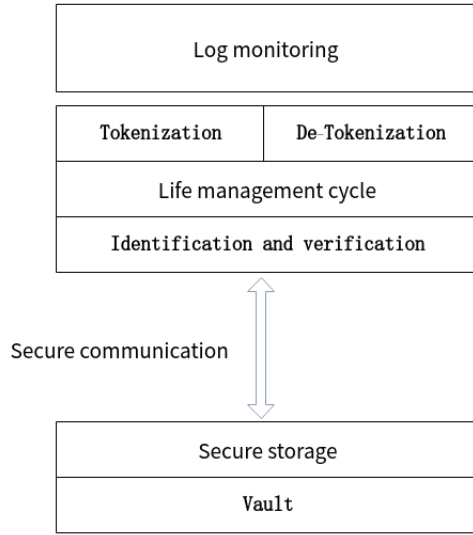 Log monitoring
Tokenization
De-Tokenization
Life management cycle
Identification and verification
Secure communication
Secure storage
Vault